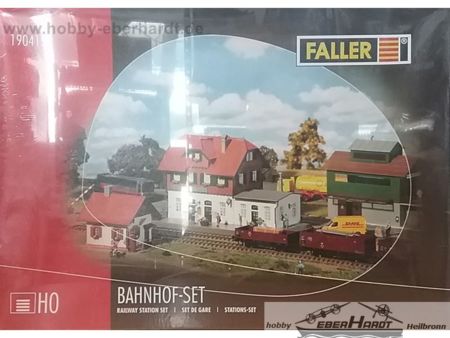 www.hobby-eberhardt.de
19041
FALLER
H0
BAHNHOF-SET
RAILWAY STATION SET | SET DE GARE | STATIONS-SET
hobby EBERHARDT Heilbronn